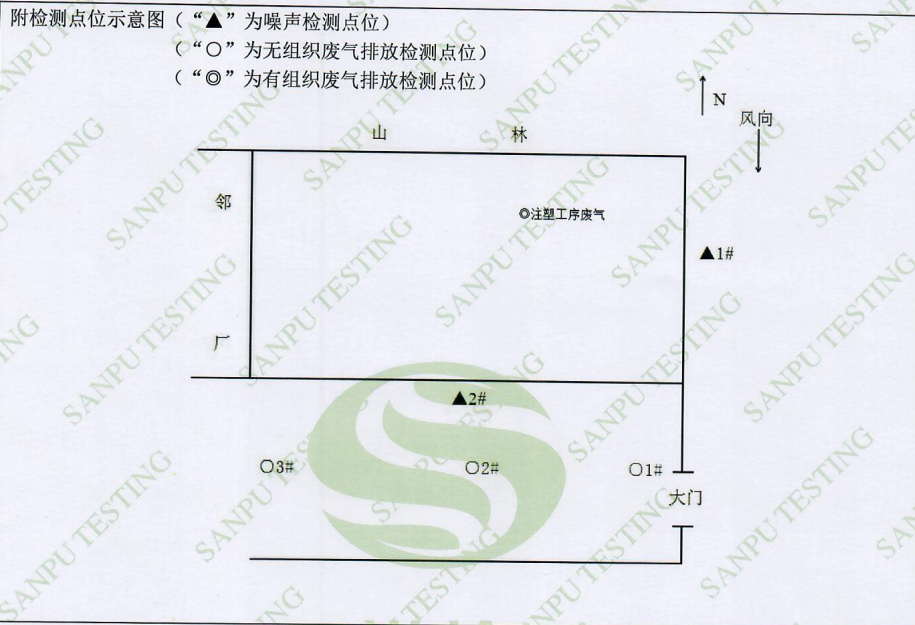 附检测点位示意图（“▲”为噪声检测点位）
（“○”为无组织废气排放检测点位）
（“◎”为有组织废气排放检测点位）
N
风向
山 林
邻
◎注塑工序废气
▲1#
厂
▲2#
○3# ○2# ○1#
大门
SANPU TESTING